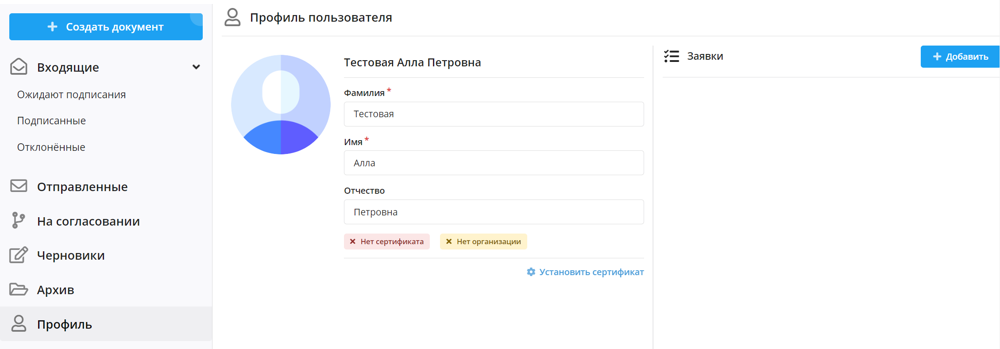 Создать документ
Входящие
Ожидают подписания
Подписанные
Отклонённые
Отправленные
На согласовании
Черновики
Архив
Профиль
Профиль пользователя
Тестовая Алла Петровна
Фамилия *
Тестовая
Имя *
Алла
Отчество
Петровна
Нет сертификата
Нет организации
Установить сертификат
Заявки
Добавить